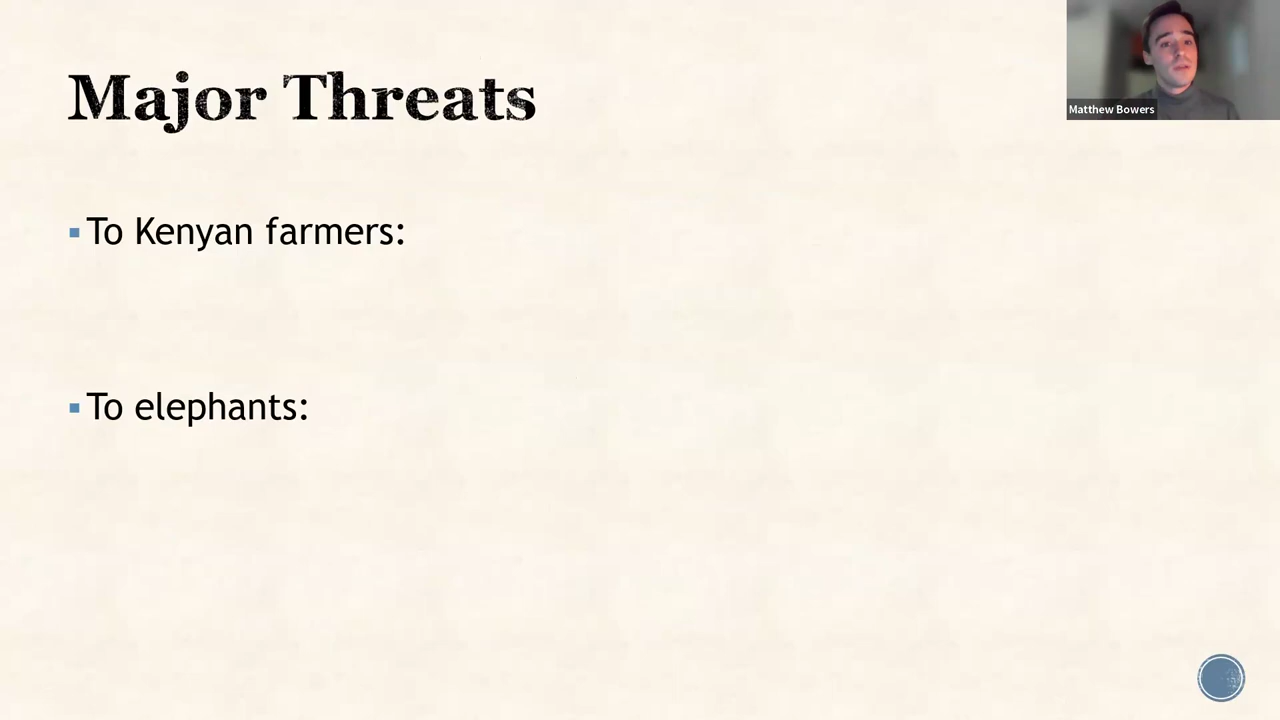 Major Threats
Matthew Bowers
To Kenyan farmers:
To elephants: